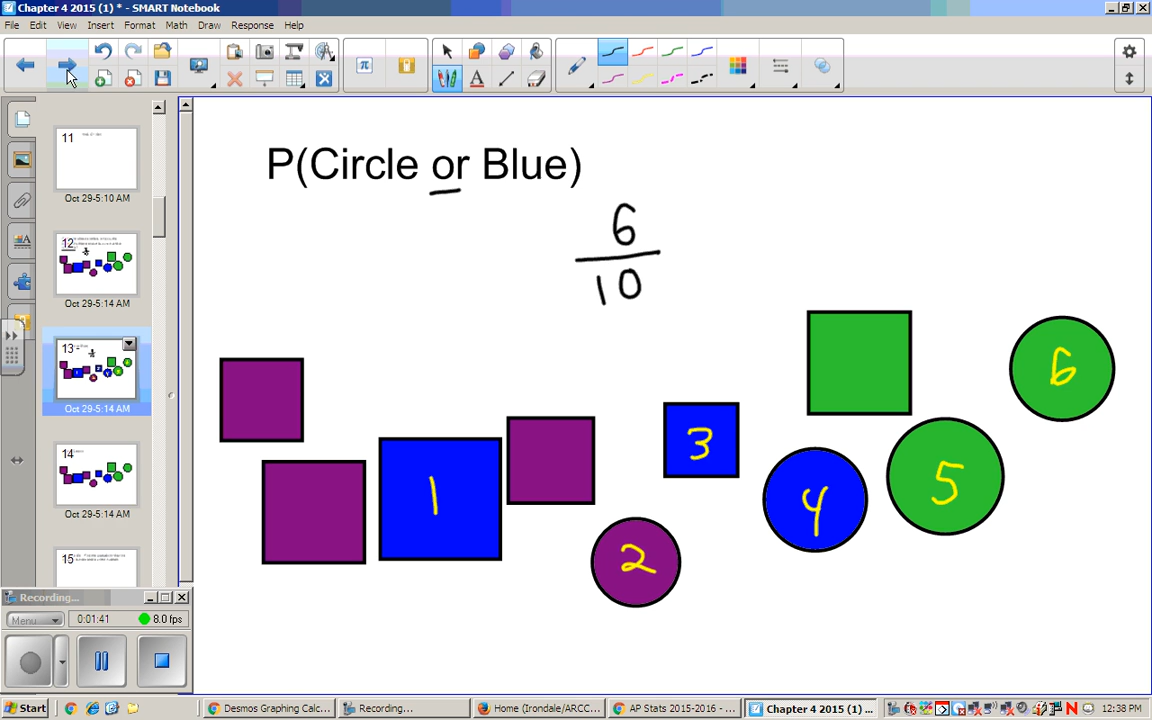 Chapter 4 2015 (1) * - SMART Notebook
File Edit View Insert Format Math Draw Response Help
11
Oct 29-5:10 AM
12
Oct 29-5:14 AM
13
Oct 29-5:14 AM
14
Oct 29-5:14 AM
15
P(Circle or Blue)
6
10
6
3
1
5
4
2
Recording...
Menu
0:01:41
8.0 fps
Start
Desmos Graphing Calc...
Recording...
Home (Irondale/ARCC...
AP Stats 2015-2016 - ...
Chapter 4 2015 (1) ...
12:38 PM